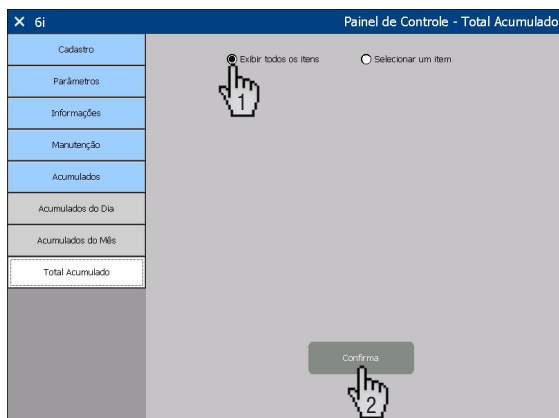 6i Painel de Controle - Total Acumulado
Cadastro
Exibir todos os itens Selecionar um item
Parâmetros
1
Informações
Manutenção
Acumulados
Acumulados do Dia
Acumulados do Mês
Total Acumulado
Confirma
2